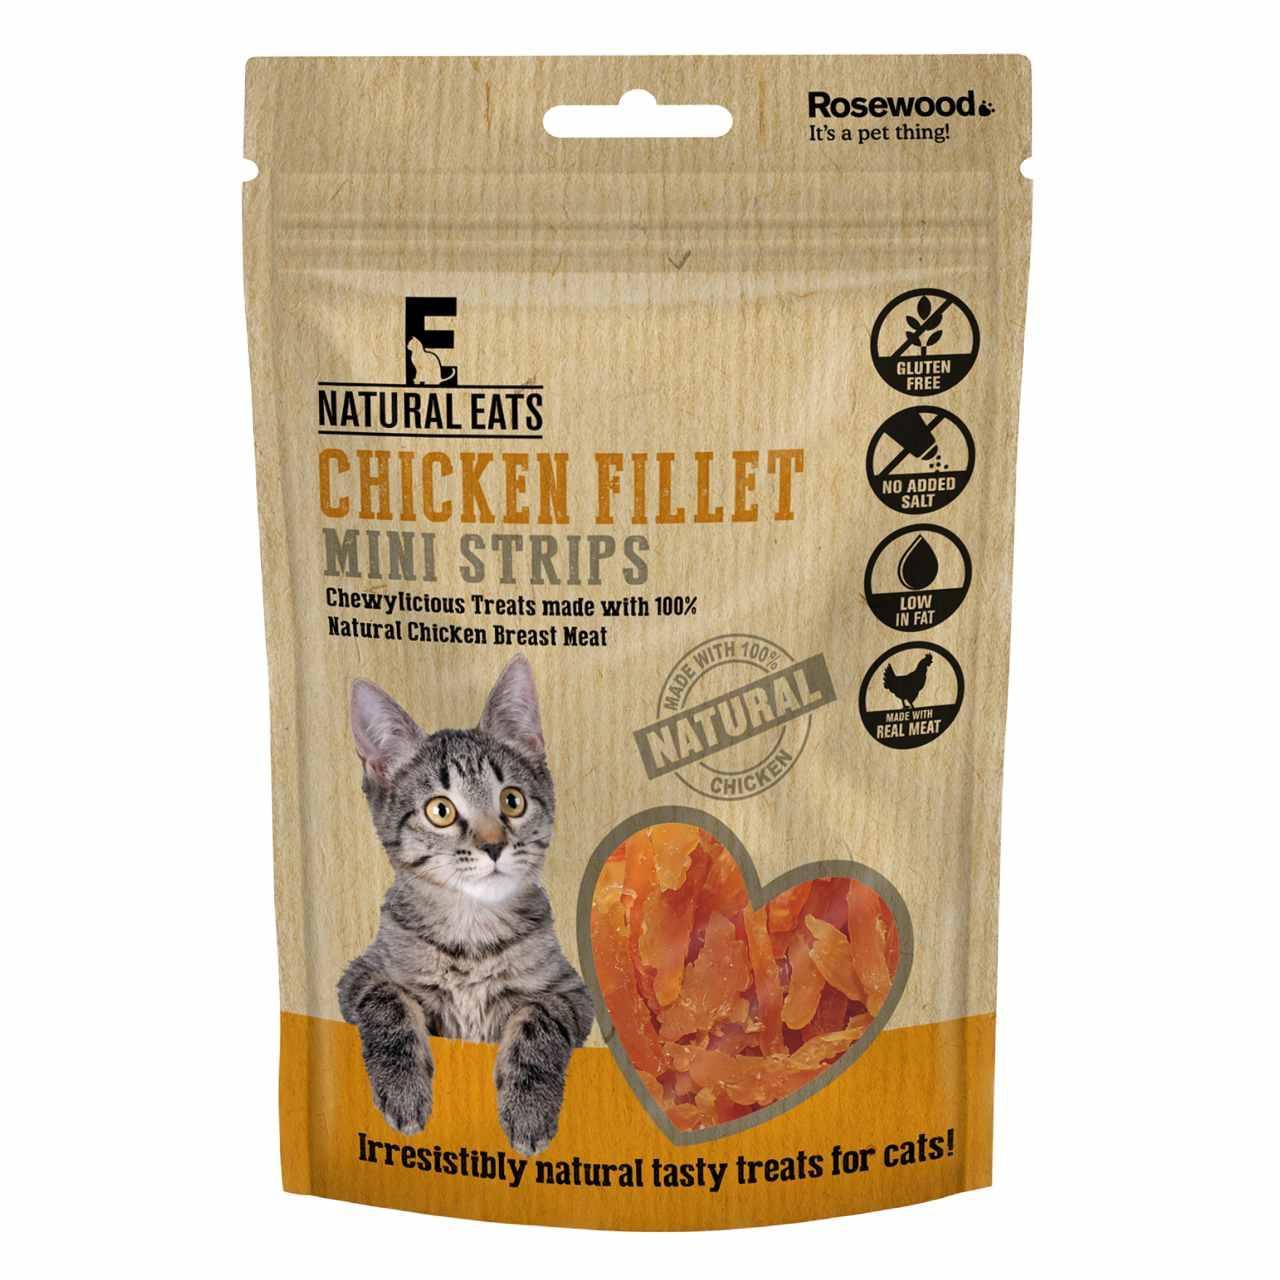 Rosewood
It's a pet thing!
E
NATURAL EATS
CHICKEN FILLET
MINI STRIPS
Chewylicious Treats made with 100%
Natural Chicken Breast Meat
GLUTEN
FREE
NO ADDED
SALT
LOW
IN FAT
MADE WITH
REAL MEAT
MADE WITH 100%
NATURAL
CHICKEN
Irresistibly natural tasty treats for cats!